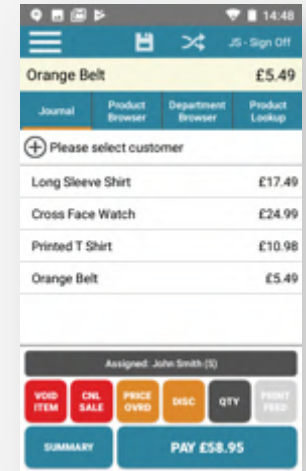 14:48
JS - Sign Off
Orange Belt £5.49
Journal Product Browser Department Browser Product Lookup
Please select customer
Long Sleeve Shirt £17.49
Cross Face Watch £24.99
Printed T Shirt £10.98
Orange Belt £5.49
Assigned: John Smith (S)
VOID ITEM CNL SALE PRICE OVRD DISC QTY PRINT FEED
SUMMARY PAY £58.95